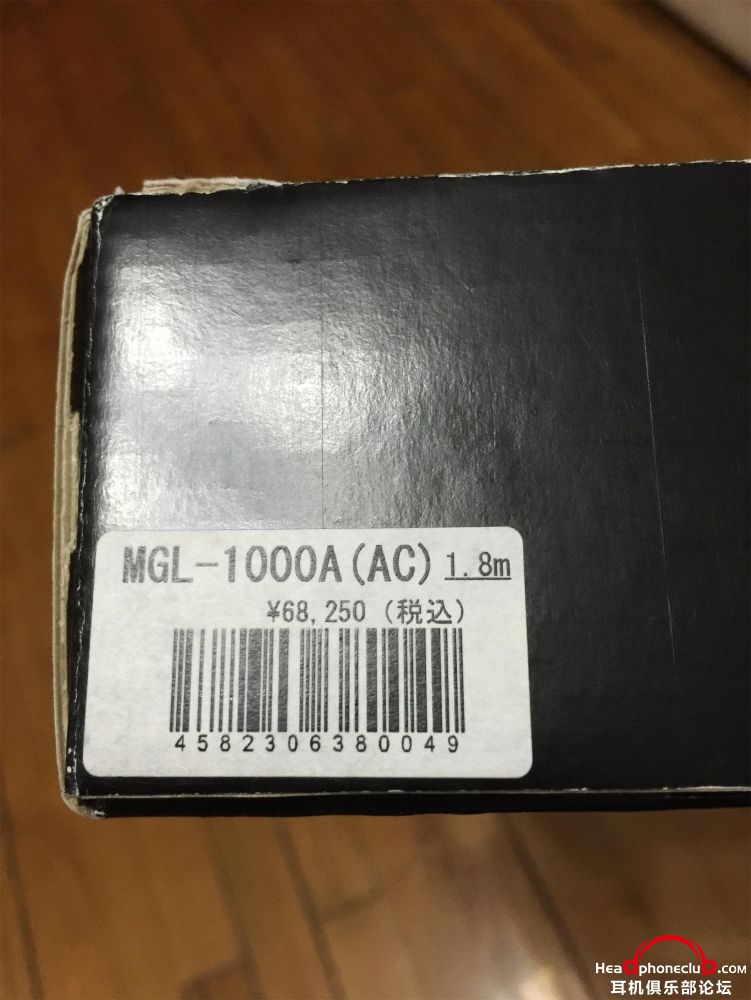 MGL-1000A(AC) 1.8m
¥68,250 (税込)
4582306380049
Headphoneclub.com
耳机俱乐部论坛